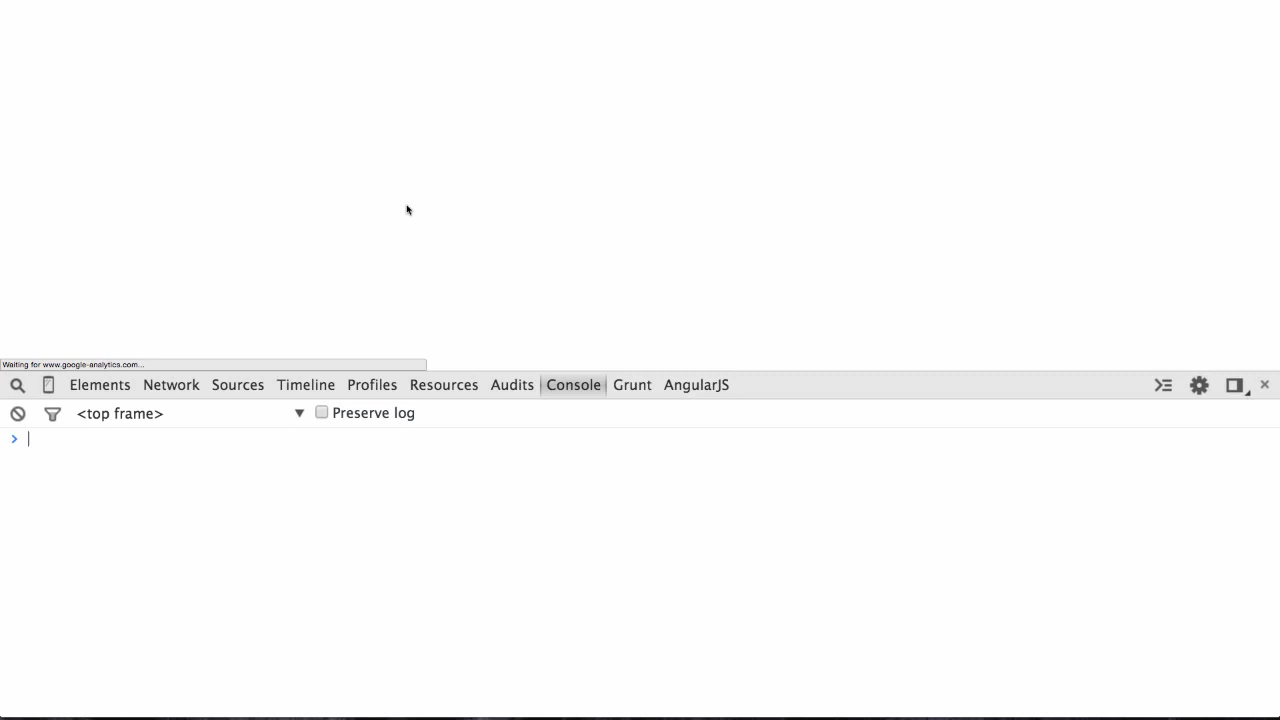 Waiting for www.google-analytics.com...
Elements Network Sources Timeline Profiles Resources Audits Console Grunt AngularJS
<top frame> ▼ Preserve log
>